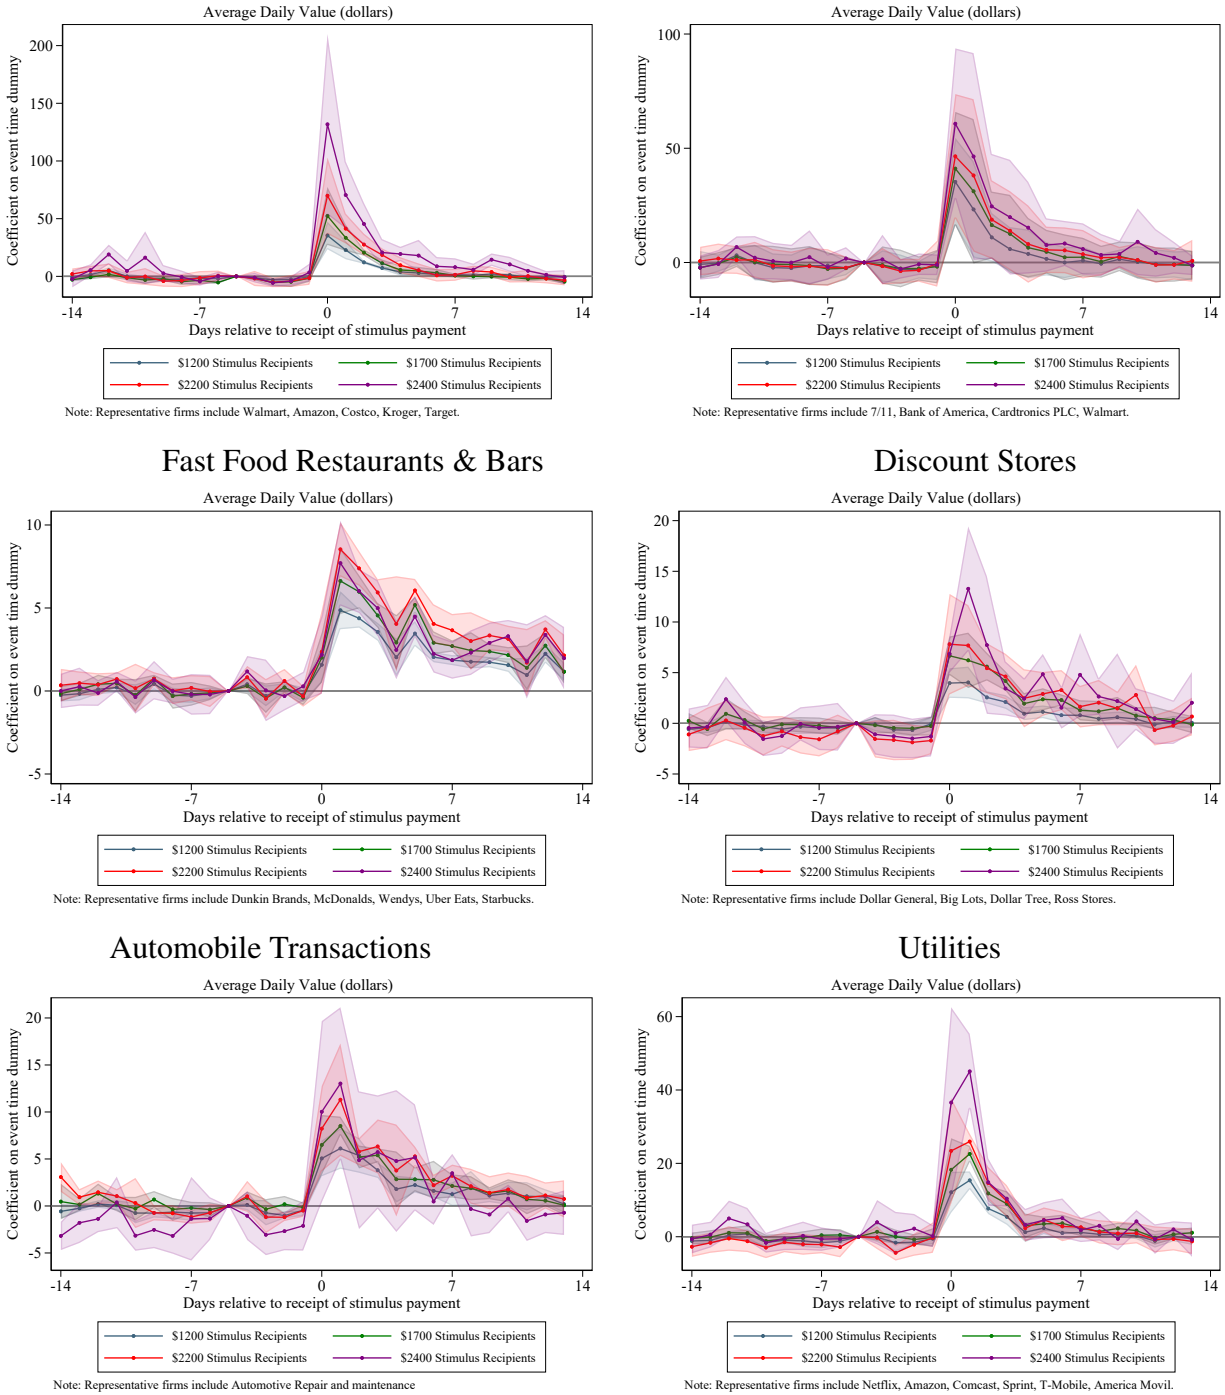 Average Daily Value (dollars)
Coefficient on event time dummy
200
150
100
50
0
-14 -7 0 7 14
Days relative to receipt of stimulus payment
$1200 Stimulus Recipients $1700 Stimulus Recipients
$2200 Stimulus Recipients $2400 Stimulus Recipients
Note: Representative firms include Walmart, Amazon, Costco, Kroger, Target.
Average Daily Value (dollars)
Coefficient on event time dummy
100
50
0
-14 -7 0 7 14
Days relative to receipt of stimulus payment
$1200 Stimulus Recipients $1700 Stimulus Recipients
$2200 Stimulus Recipients $2400 Stimulus Recipients
Note: Representative firms include 7/11, Bank of America, Cardtronics PLC, Walmart.
Fast Food Restaurants & Bars
Average Daily Value (dollars)
Coefficient on event time dummy
10
5
0
-5
-14 -7 0 7 14
Days relative to receipt of stimulus payment
$1200 Stimulus Recipients $1700 Stimulus Recipients
$2200 Stimulus Recipients $2400 Stimulus Recipients
Note: Representative firms include Dunkin Brands, McDonalds, Wendys, Uber Eats, Starbucks.
Discount Stores
Average Daily Value (dollars)
Coefficient on event time dummy
20
15
10
5
0
-5
-14 -7 0 7 14
Days relative to receipt of stimulus payment
$1200 Stimulus Recipients $1700 Stimulus Recipients
$2200 Stimulus Recipients $2400 Stimulus Recipients
Note: Representative firms include Dollar General, Big Lots, Dollar Tree, Ross Stores.
Automobile Transactions
Average Daily Value (dollars)
Coefficient on event time dummy
20
15
10
5
0
-5
-14 -7 0 7 14
Days relative to receipt of stimulus payment
$1200 Stimulus Recipients $1700 Stimulus Recipients
$2200 Stimulus Recipients $2400 Stimulus Recipients
Note: Representative firms include Automotive Repair and maintenance
Utilities
Average Daily Value (dollars)
Coefficient on event time dummy
60
40
20
0
-14 -7 0 7 14
Days relative to receipt of stimulus payment
$1200 Stimulus Recipients $1700 Stimulus Recipients
$2200 Stimulus Recipients $2400 Stimulus Recipients
Note: Representative firms include Netflix, Amazon, Comcast, Sprint, T-Mobile, America Movil.